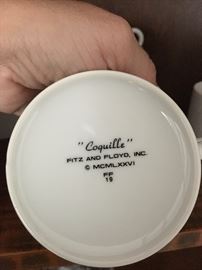 "Coquille"
FITZ AND FLOYD, INC.
© MCMLXXVI
FF
19